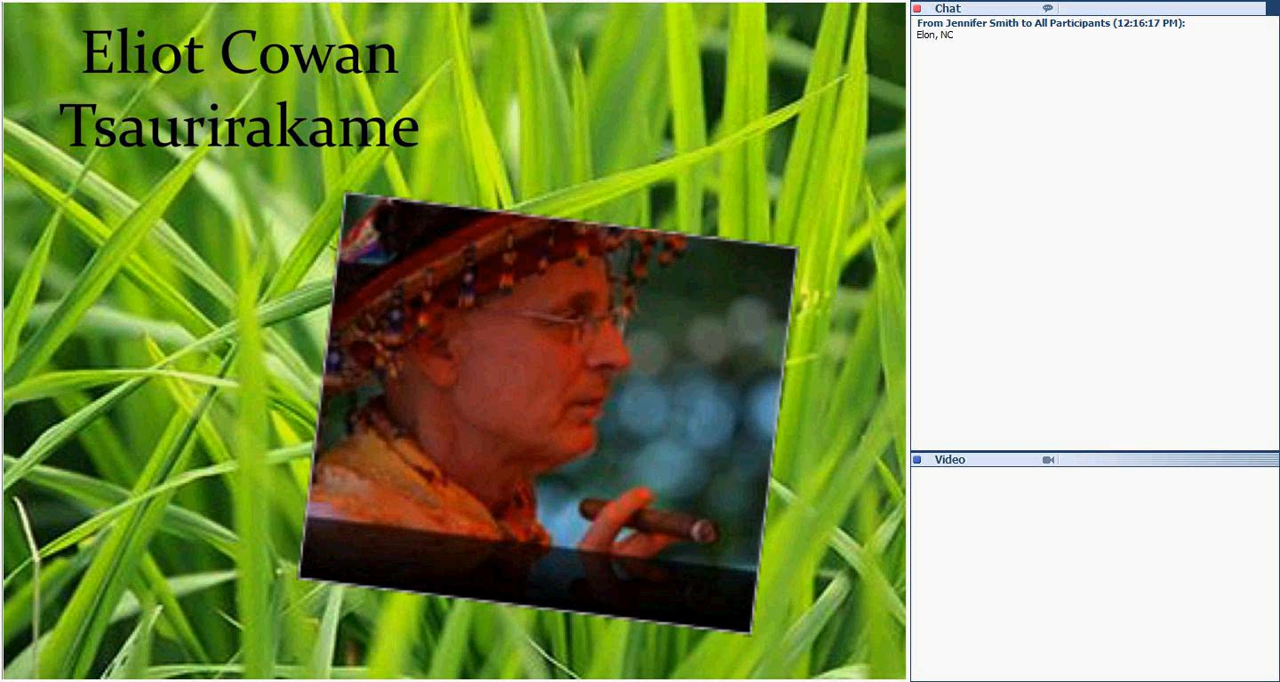 Eliot Cowan
Tsaurirakame
Chat
From Jennifer Smith to All Participants (12:16:17 PM):
Elon, NC
Video